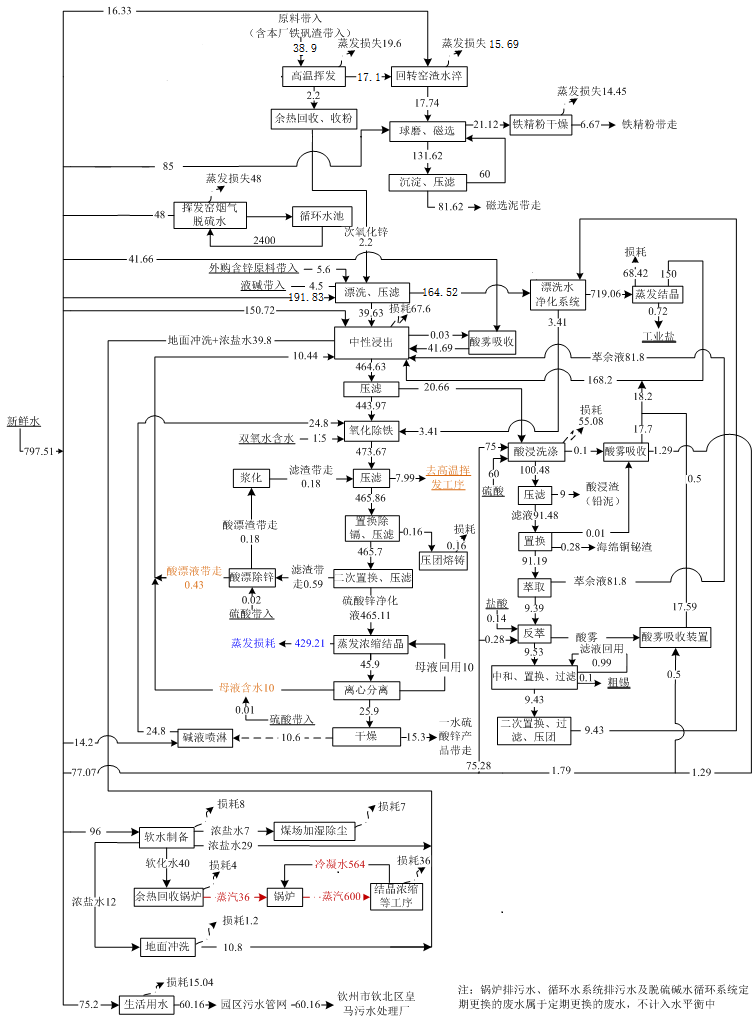 16.33
原料带入
(含本厂铁矾渣带入)
38.9
蒸发损失19.6
蒸发损失 15.69
高温挥发
17.1
回转窑渣水淬
2.2
17.74
蒸发损失14.45
余热回收、收粉
球磨、磁选
21.12
铁精粉干燥
6.67
铁精粉带走
131.62
85
沉淀、压滤
60
蒸发损失48
81.62
磁选泥带走
48
挥发窑烟气
脱硫水
循环水池
2400
次氧化锌
2.2
41.66
外购含锌原料带入
5.6
液碱带入
4.5
191.83
漂洗、压滤
164.52
漂洗水
净化系统
719.06
损耗
68.42
150
蒸发结晶
0.72
工业盐
150.72
39.63
损耗67.6
3.41
地面冲洗+浓盐水39.8
中性浸出
0.03
酸雾吸收
41.69
10.44
萃余液81.8
464.63
168.2
压滤
20.66
18.2
443.97
新鲜水
797.51
24.8
氧化除铁
3.41
双氧水含水
1.5
473.67
损耗
55.08
17.7
75
酸浸洗涤
0.1
酸雾吸收
1.29
60
硫酸
100.48
0.5
浆化
滤渣带走
0.18
压滤
7.99
去高温挥
发工序
465.86
压滤
9
酸浸渣
(铅泥)
滤液91.48
酸漂渣带走
0.18
置换除
镉、压滤
0.16
损耗
0.16
压团熔铸
置换
0.01
0.28
海绵铜铋渣
465.7
91.19
酸漂液带走
0.43
酸漂除锌
滤渣带
走0.59
二次置换、压滤
萃取
萃余液81.8
0.02
硫酸带入
硫酸锌净化
液465.11
盐酸
0.14
9.39
17.59
0.28
反萃
酸雾
酸雾吸收装置
蒸发损耗
429.21
蒸发浓缩结晶
9.53
滤液回用
0.99
45.9
母液回用10
中和、置换、过滤
0.1
粗锡
0.5
母液含水10
离心分离
9.43
0.01
硫酸带入
25.9
二次置换、过
滤、压团
9.43
24.8
碱液喷淋
10.6
干燥
15.3
一水硫
酸锌产
品带走
14.2
77.07
75.28
1.79
1.29
96
软水制备
损耗8
浓盐水7
煤场加湿除尘
损耗7
浓盐水29
软化水40
损耗4
冷凝水564
损耗36
浓盐水12
余热回收锅炉
蒸汽36
锅炉
蒸汽600
结晶浓缩
等工序
损耗1.2
地面冲洗
10.8
损耗15.04
75.2
生活用水
60.16
园区污水管网
60.16
钦州市钦北区皇
马污水处理厂
注：锅炉排污水、循环水系统排污水及脱硫碱水循环系统定
期更换的废水属于定期更换的废水，不计入水平衡中